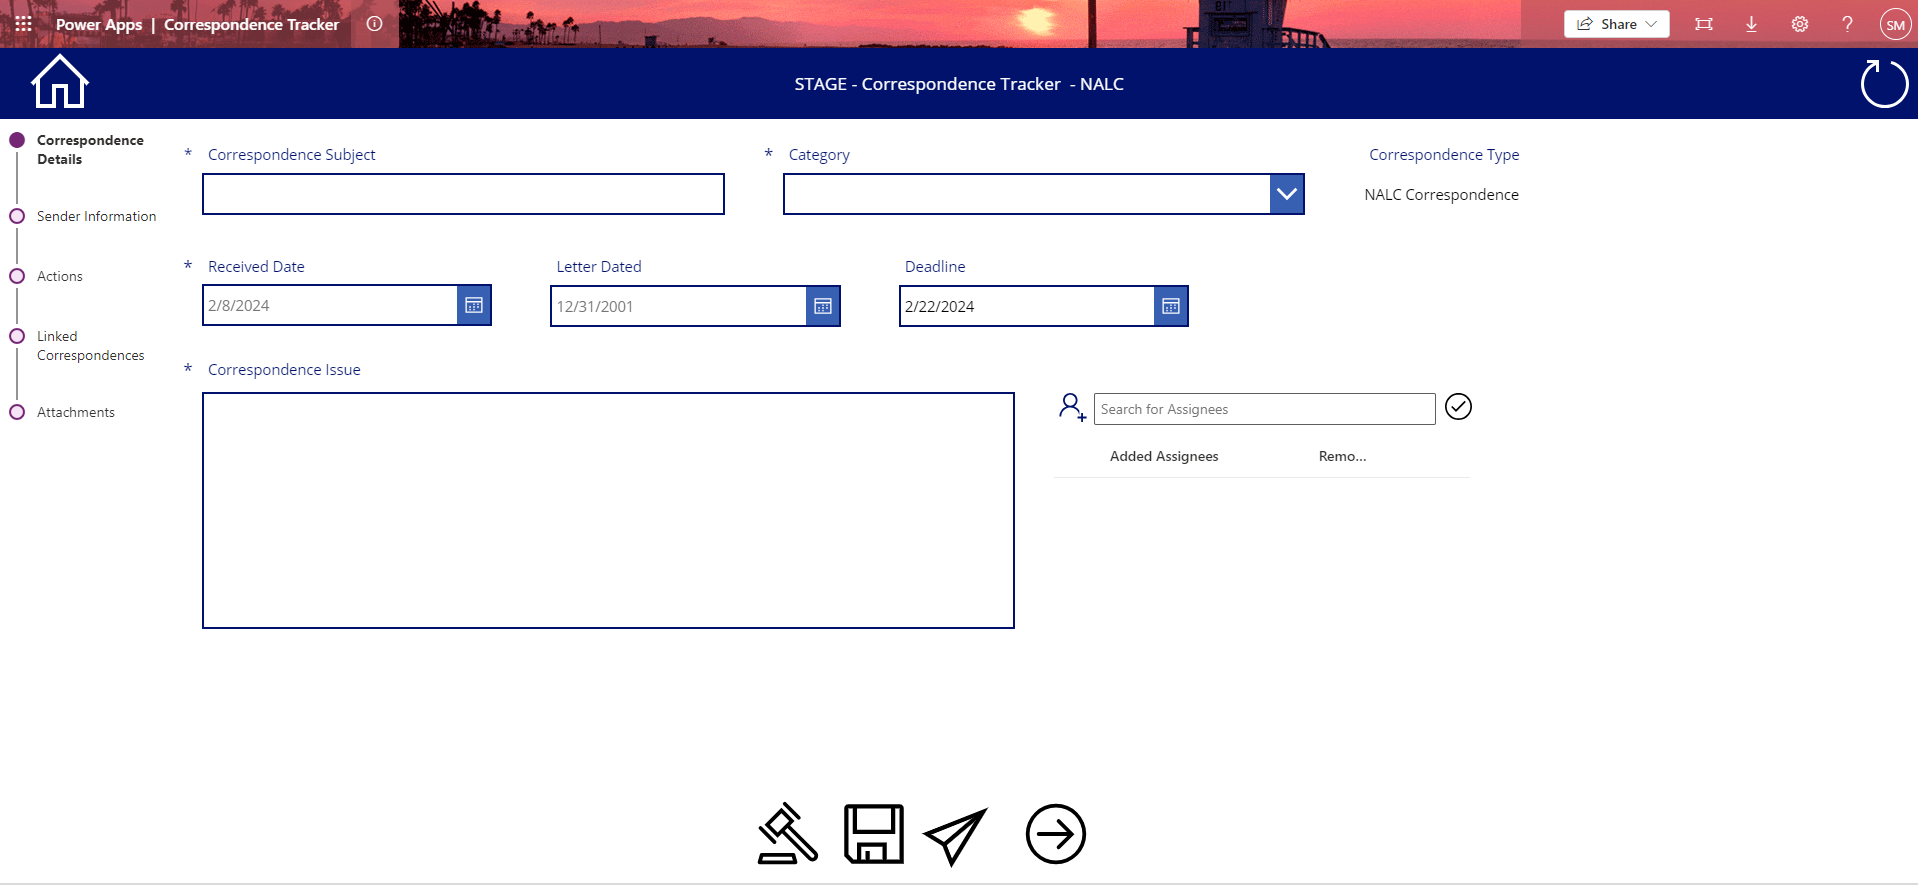 Power Apps | Correspondence Tracker
Share
SM
STAGE - Correspondence Tracker - NALC
Correspondence
Details
Sender Information
Actions
Linked
Correspondences
Attachments
* Correspondence Subject
* Category
Correspondence Type
NALC Correspondence
* Received Date
Letter Dated
Deadline
2/8/2024
12/31/2001
2/22/2024
* Correspondence Issue
Search for Assignees
Added Assignees
Remo...